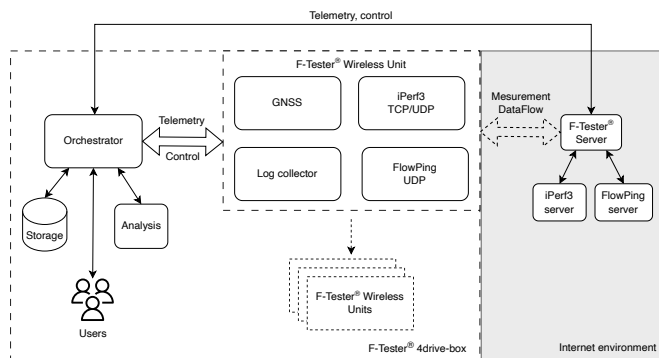 Telemetry, control
F-Tester® Wireless Unit
GNSS
iPerf3
TCP/UDP
Mesurement
DataFlow
Telemetry
Orchestrator
Control
F-Tester®
Server
Log collector
FlowPing
UDP
iPerf3
server
FlowPing
server
Storage
Analysis
F-Tester® Wireless
Units
Users
F-Tester® 4drive-box
Internet environment